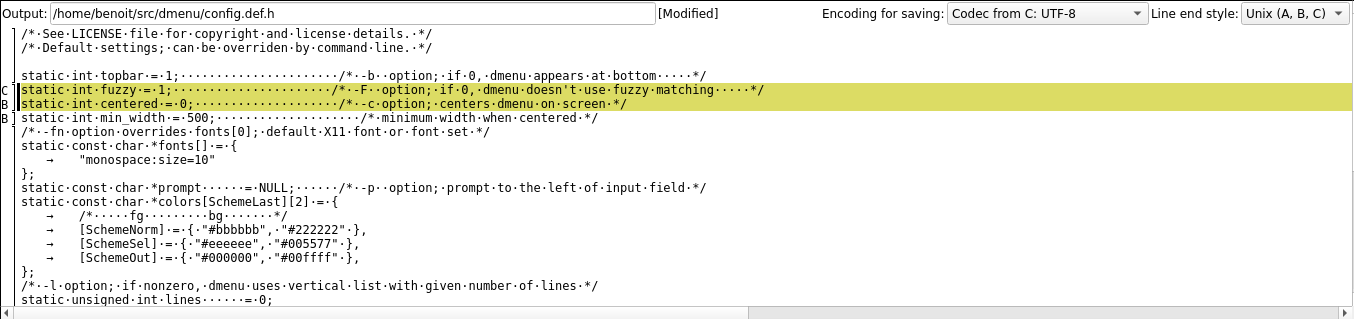 Output: /home/benoit/src/dmenu/config.def.h [Modified] Encoding for saving: Codec from C: UTF-8 Line end style: Unix (A, B, C)
/*·See·LICENSE·file·for·copyright·and·license·details.·*/
/*·Default·settings;·can·be·overriden·by·command·line.·*/
static·int·topbar·=·1;······················/*·-b··option;·if·0,·dmenu·appears·at·bottom·····*/
C static·int·fuzzy·=·1;······················/*·-F··option;·if·0,·dmenu·doesn't·use·fuzzy·matching·····*/
B static·int·centered·=·0;····················/*·-c·option;·centers·dmenu·on·screen·*/
B static·int·min_width·=·500;····················/*·minimum·width·when·centered·*/
/*·-fn·option·overrides·fonts[0];·default·X11·font·or·font·set·*/
static·const·char·*fonts[]·=·{
→ "monospace:size=10"
};
static·const·char·*prompt······=·NULL;······/*·-p··option;·prompt·to·the·left·of·input·field·*/
static·const·char·*colors[SchemeLast][2]·=·{
→ /*·····fg·········bg·······*/
→ [SchemeNorm]·=·{·"#bbbbbb",·"#222222"·},
→ [SchemeSel]·=·{·"#eeeeee",·"#005577"·},
→ [SchemeOut]·=·{·"#000000",·"#00ffff"·},
};
/*·-l·option;·if·nonzero,·dmenu·uses·vertical·list·with·given·number·of·lines·*/
static·unsigned·int·lines······=·0;